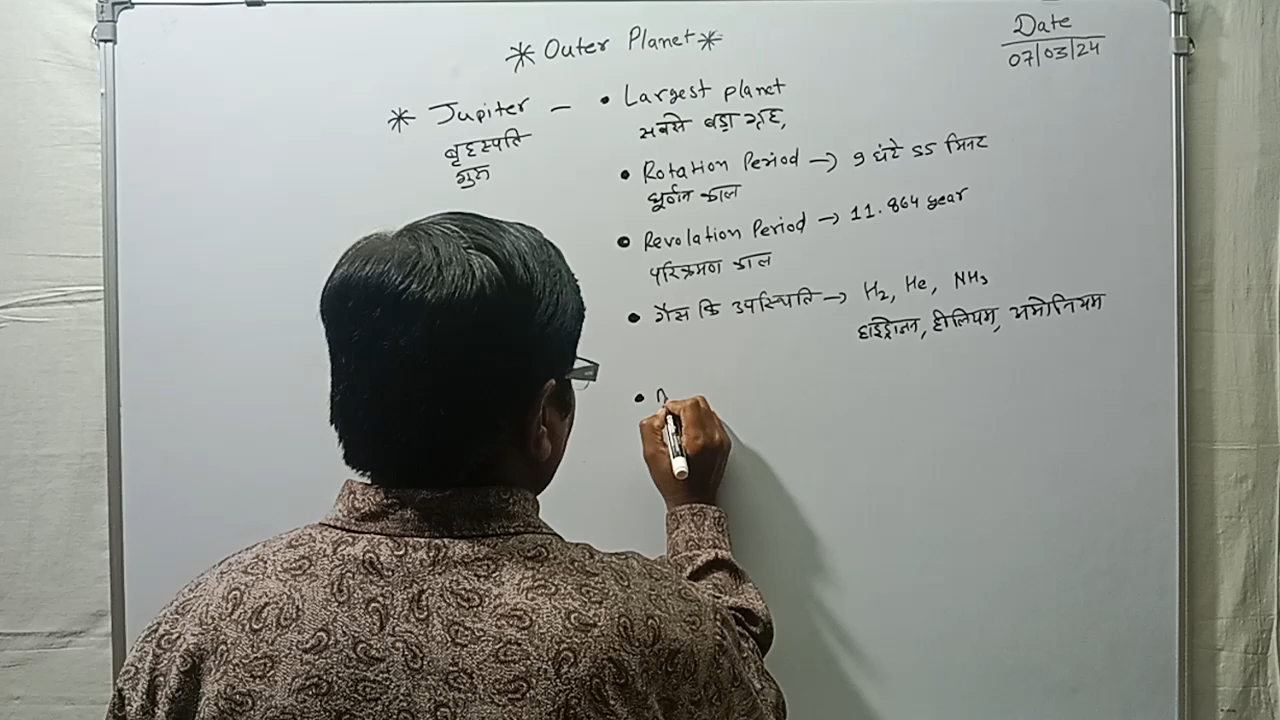 * Outer Planet *
Date
07/03/24
* Jupiter - • Largest planet
बृहस्पति
गुरु
सबसे बड़ा ग्रह,
• Rotation Period → 9 घंटे 55 मिनट
घूर्णन काल
• Revolation Period → 11.864 year
परिक्रमण काल
• गैस कि उपस्थिति → H₂, He, NH₃
हाइड्रोजन, हीलियम, अमोनियम
•